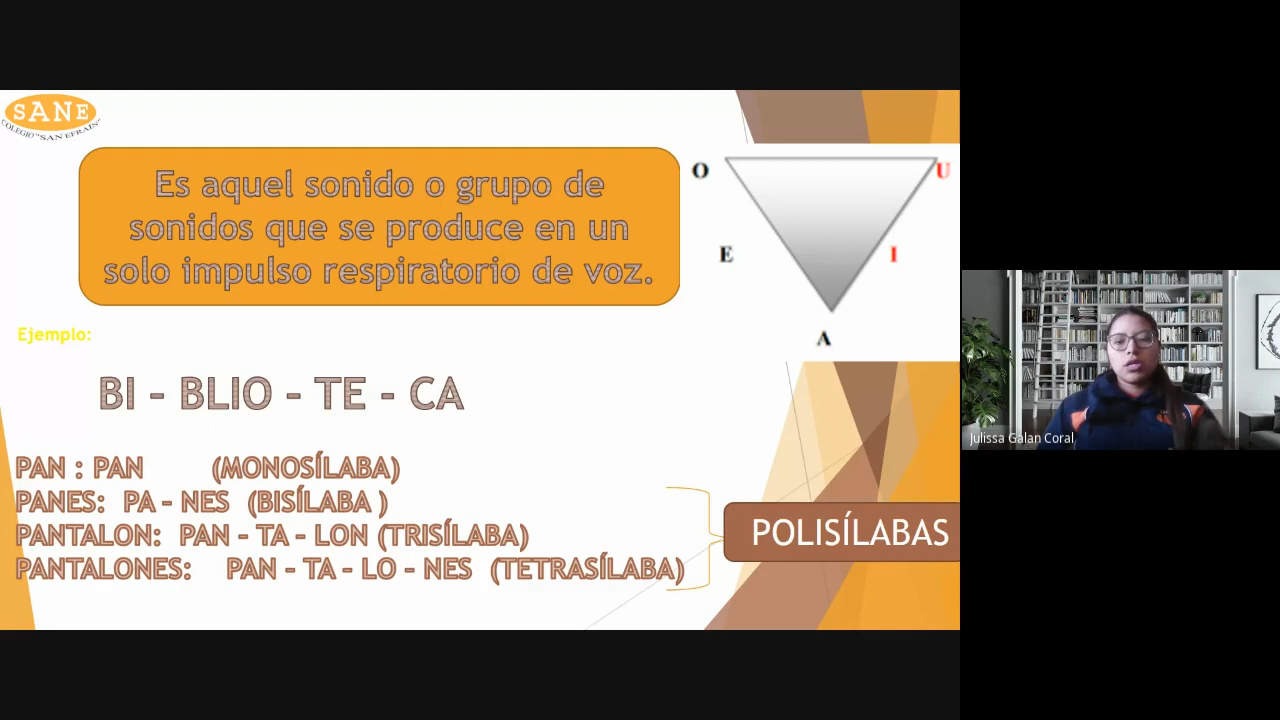 SANE
COLEGIO "SAN EFRAIN"
Es aquel sonido o grupo de
sonidos que se produce en un
solo impulso respiratorio de voz.
O
U
E
I
A
Ejemplo:
BI - BLIO - TE - CA
PAN : PAN (MONOSÍLABA)
PANES: PA - NES (BISÍLABA )
PANTALON: PAN - TA - LON (TRISÍLABA)
PANTALONES: PAN - TA - LO - NES (TETRASÍLABA)
POLISÍLABAS
Julissa Galan Coral